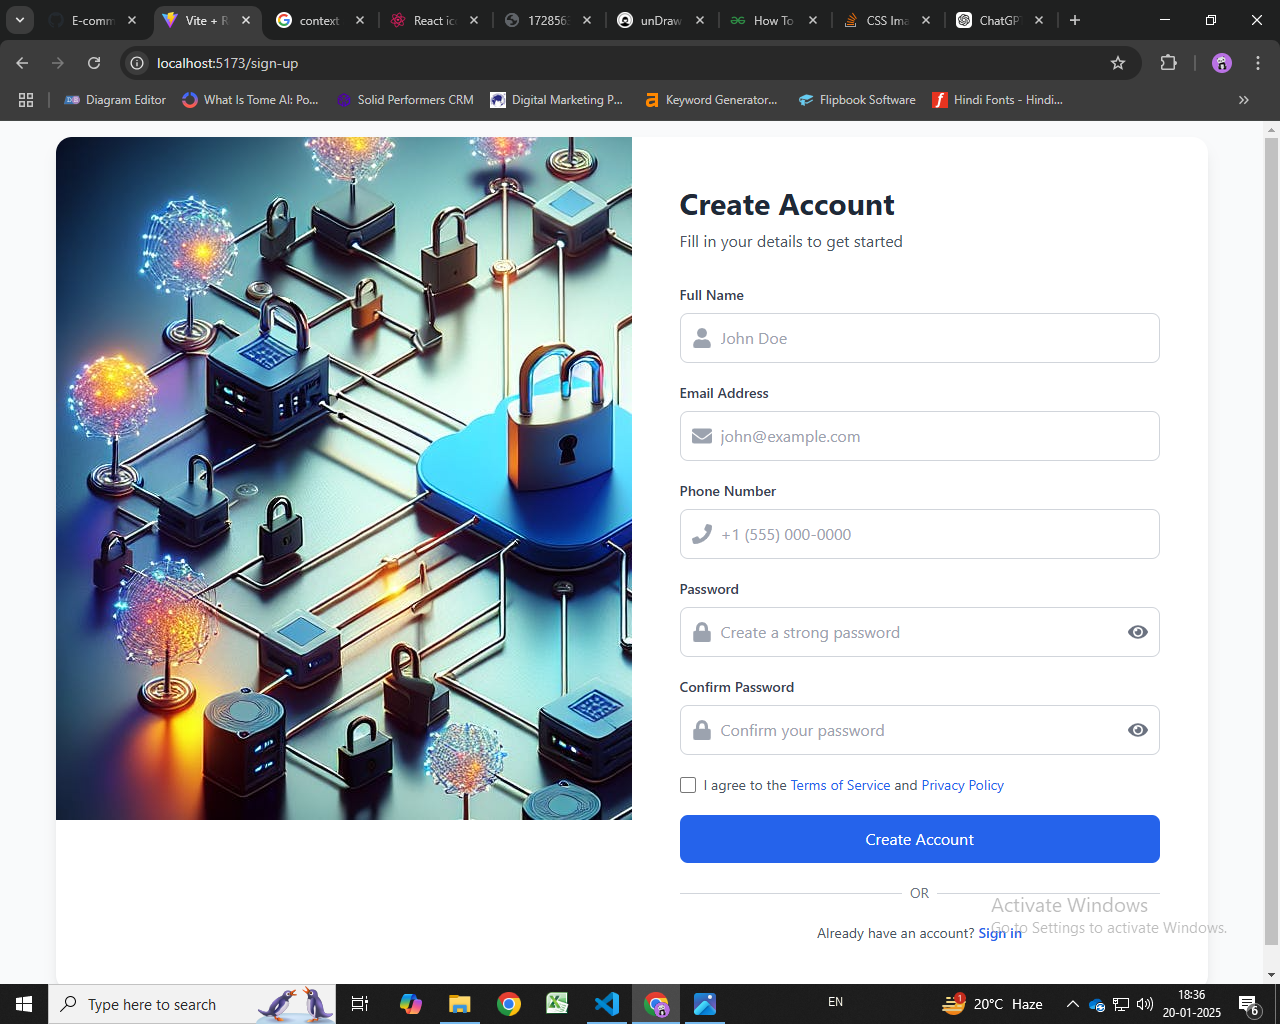 E-comm
Vite + R
context
React ic
172856
unDraw
How To
CSS Ima
ChatGP
localhost:5173/sign-up
Diagram Editor
What Is Tome AI: Po...
Solid Performers CRM
Digital Marketing P...
Keyword Generator...
Flipbook Software
Hindi Fonts - Hindi...
Create Account
Fill in your details to get started
Full Name
John Doe
Email Address
john@example.com
Phone Number
+1 (555) 000-0000
Password
Create a strong password
Confirm Password
Confirm your password
I agree to the Terms of Service and Privacy Policy
Create Account
OR
Activate Windows
Go to Settings to activate Windows.
Already have an account? Sign in
Type here to search
EN
1
20°C Haze
18:36
20-01-2025
6